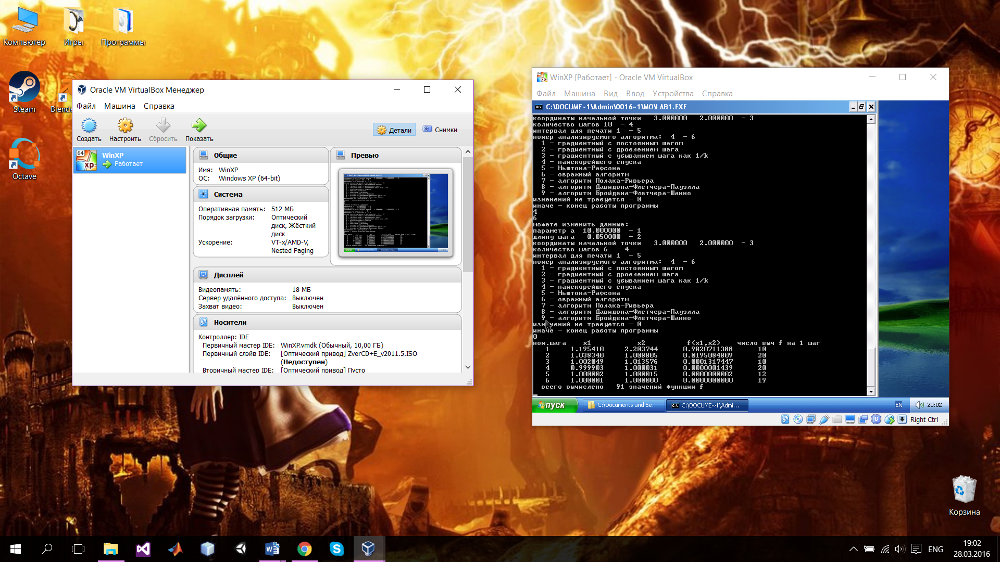 Компьютер
Игры
Программы
Steam
Blende
Octave
Oracle VM VirtualBox Менеджер
Файл Машина Справка
Создать Настроить Сбросить Показать
Детали Снимки
64 xp WinXP
Работает
Общие
Имя: WinXP
ОС: Windows XP (64-bit)
Система
Оперативная память: 512 МБ
Порядок загрузки: Оптический
диск, Жёсткий
диск
Ускорение: VT-x/AMD-V,
Nested Paging
Превью
Дисплей
Видеопамять: 18 МБ
Сервер удалённого доступа: Выключен
Захват видео: Выключен
Носители
Контроллер: IDE
Первичный мастер IDE: WinXP.vmdk (Обычный, 10,00 ГБ)
Первичный слэйв IDE: [Оптический привод] ZverCD+E_v2011.5.ISO
(Недоступен)
Вторичный мастер IDE: [Оптический привод] Пусто
WinXP [Работает] - Oracle VM VirtualBox
Файл Машина Вид Ввод Устройства Справка
C:\DOCUME~1\Admin\0016~1\MO\LAB1.EXE
координаты начальной точки 3.000000 2.000000 - 3
количество шагов 10 - 4
интервал для печати 1 - 5
номер анализируемого алгоритма: 4 - 6
1 - градиентный с постоянным шагом
2 - градиентный с дроблением шага
3 - градиентный с убыванием шага как 1/k
4 - наискорейшего спуска
5 - Ньютона-Рафсона
6 - овражный алгоритм
7 - алгоритм Полака-Ривьера
8 - алгоритм Давидона-Флетчера-Пауэлла
9 - алгоритм Бройдена-Флетчера-Шанно
изменений не требуется - 0
иначе - конец работы программы
4
6
можете изменить данные:
параметр a 10.000000 - 1
длину шага 0.050000 - 2
координаты начальной точки 3.000000 2.000000 - 3
количество шагов 6 - 4
интервал для печати 1 - 5
номер анализируемого алгоритма: 4 - 6
1 - градиентный с постоянным шагом
2 - градиентный с дроблением шага
3 - градиентный с убыванием шага как 1/k
4 - наискорейшего спуска
5 - Ньютона-Рафсона
6 - овражный алгоритм
7 - алгоритм Полака-Ривьера
8 - алгоритм Давидона-Флетчера-Пауэлла
9 - алгоритм Бройдена-Флетчера-Шанно
изменений не требуется - 0
иначе - конец работы программы
0
ном.шага x1 x2 f(x1,x2) число выч f на 1 шаг
1 1.195410 2.203744 0.9820711388 10
2 1.038340 1.008805 0.0195084809 20
3 1.002049 1.013576 0.0001317447 10
4 0.999903 1.000031 0.0000001439 20
5 1.000002 1.000015 0.0000000002 12
6 1.000001 1.000000 0.0000000000 19
всего вычислено 91 значений функции f
пуск C:\Documents and Se... C:\DOCUME~1\Admi... EN 20:02
Right Ctrl
Корзина
ENG
19:02
28.03.2016